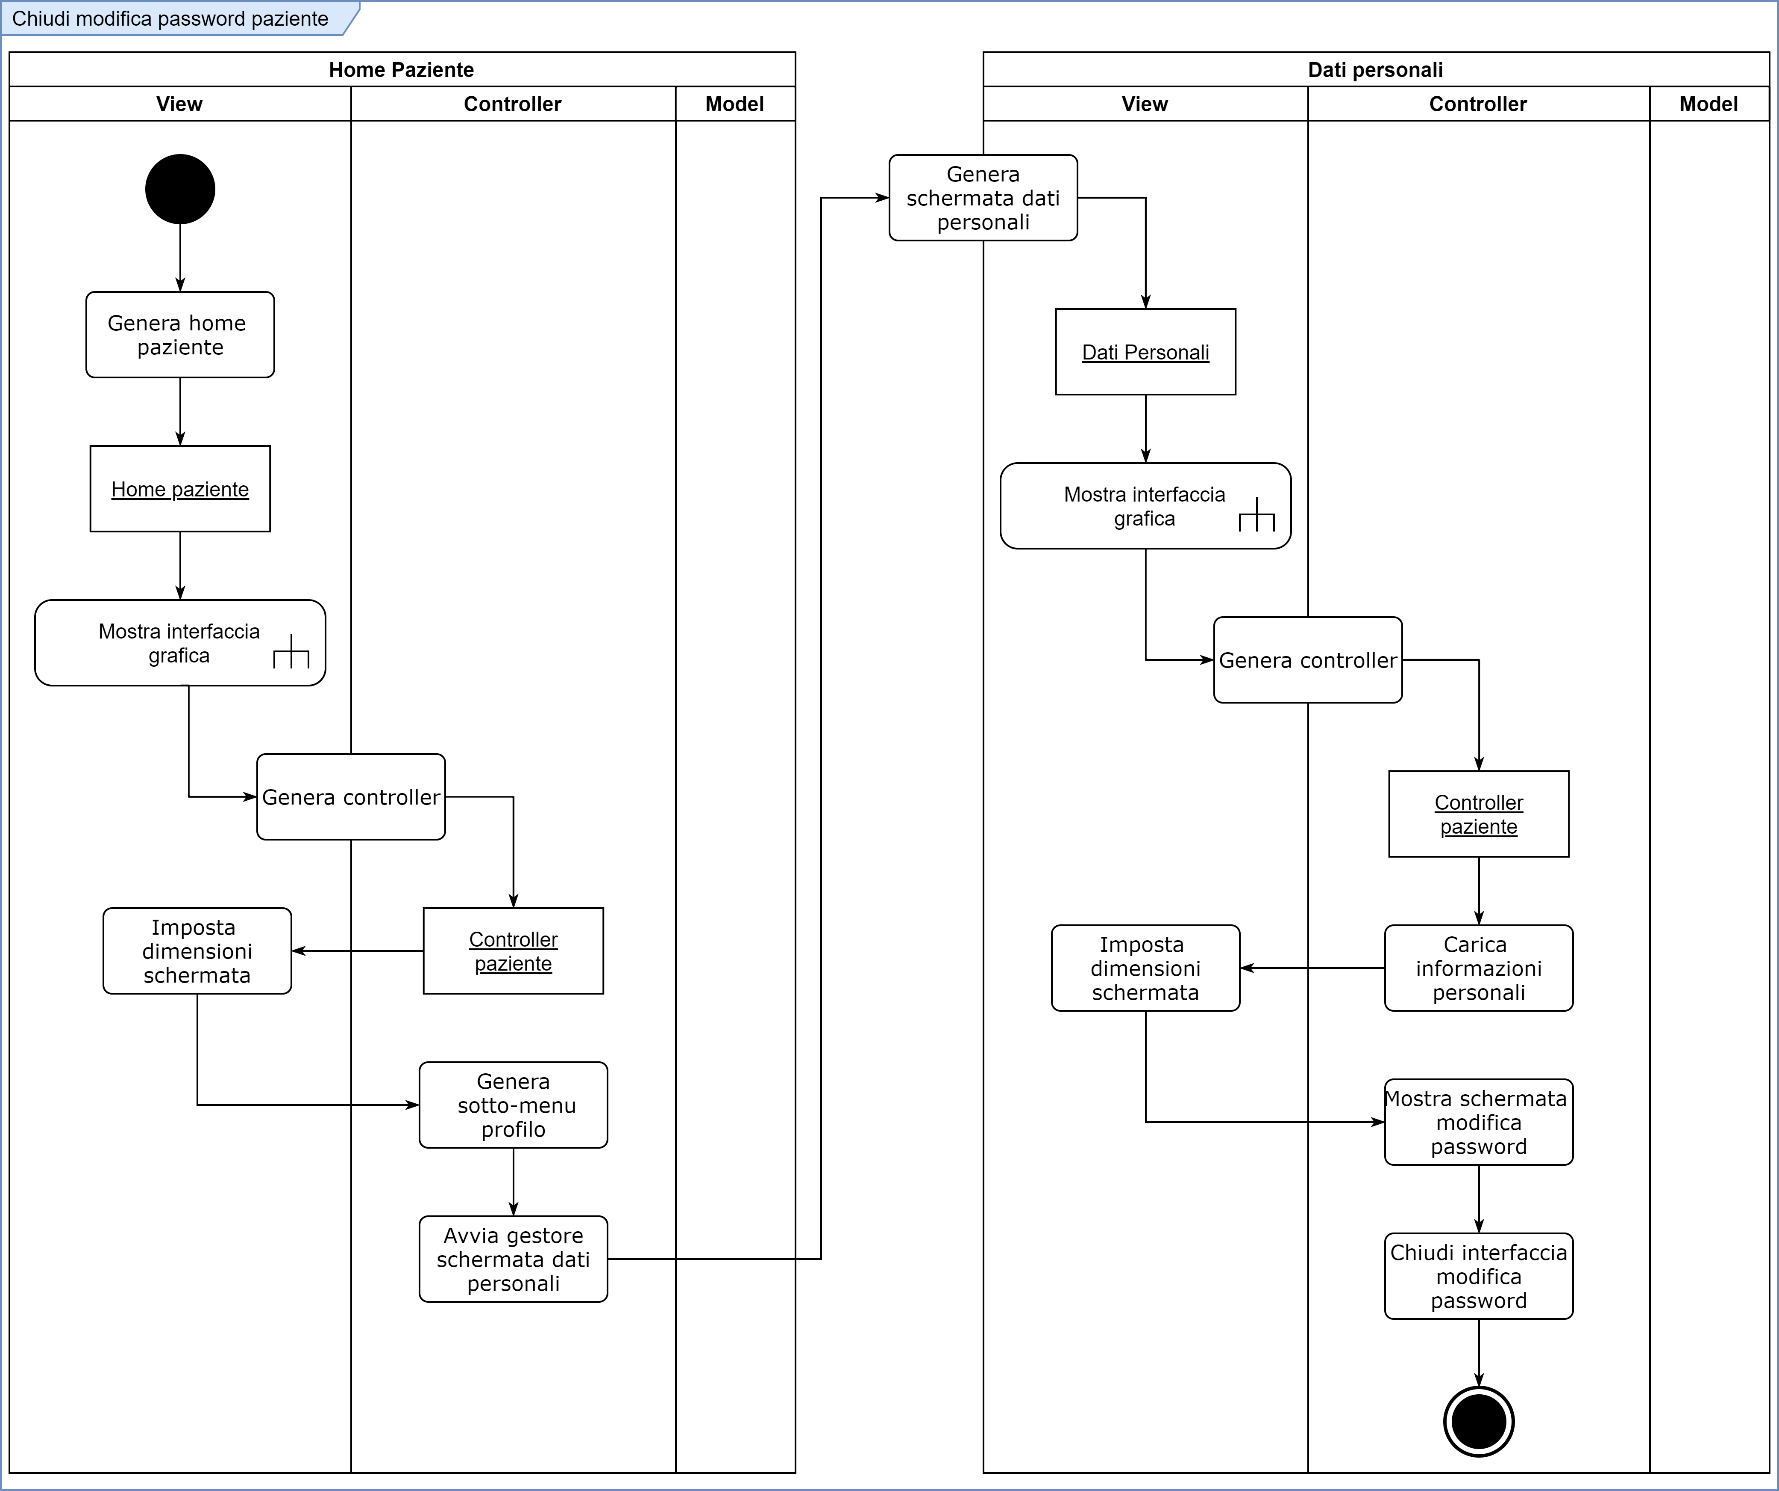 Chiudi modifica password paziente
Home Paziente
View
Controller
Model
Genera home
paziente
Home paziente
Mostra interfaccia
grafica
Genera controller
Controller
paziente
Imposta
dimensioni
schermata
Genera
sotto-menu
profilo
Avvia gestore
schermata dati
personali
Dati personali
View
Controller
Model
Genera
schermata dati
personali
Dati Personali
Mostra interfaccia
grafica
Genera controller
Controller
paziente
Carica
informazioni
personali
Imposta
dimensioni
schermata
Mostra schermata
modifica
password
Chiudi interfaccia
modifica
password